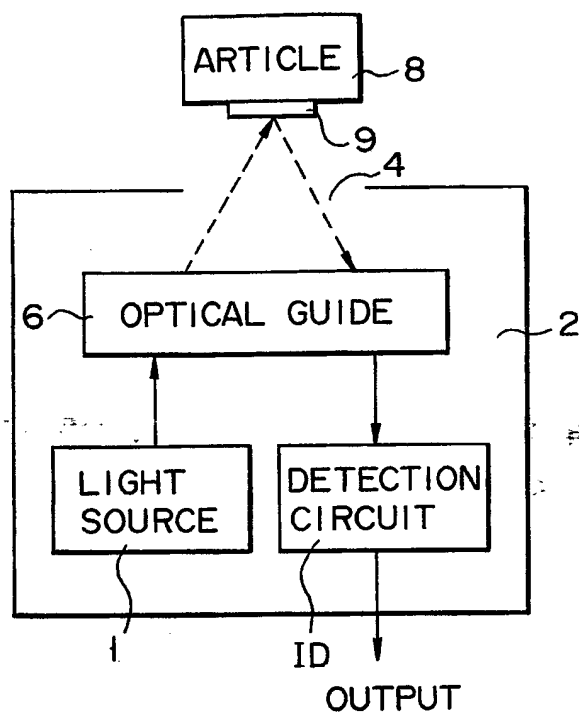 ARTICLE
8
9
4
6
OPTICAL GUIDE
2
LIGHT
SOURCE
DETECTION
CIRCUIT
1
ID
OUTPUT